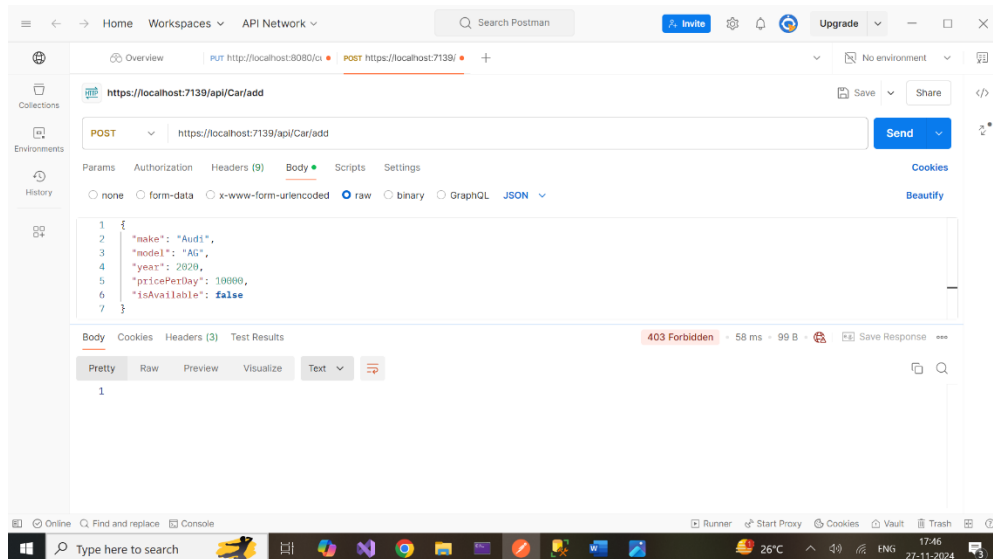 Home Workspaces API Network Search Postman Invite Upgrade
Overview PUT http://localhost:8080/cu POST https://localhost:7139/ No environment
HTTP https://localhost:7139/api/Car/add Save Share
Collections
POST https://localhost:7139/api/Car/add Send
Environments
Params Authorization Headers (9) Body Scripts Settings Cookies
History
none form-data x-www-form-urlencoded raw binary GraphQL JSON Beautify
1 {
2 "make": "Audi",
3 "model": "AG",
4 "year": 2020,
5 "pricePerDay": 10000,
6 "isAvailable": false
7 }
Body Cookies Headers (3) Test Results 403 Forbidden 58 ms 99 B Save Response
Pretty Raw Preview Visualize Text
1
Online Find and replace Console Runner Start Proxy Cookies Vault Trash
Type here to search 26°C ENG 17:46
27-11-2024 3